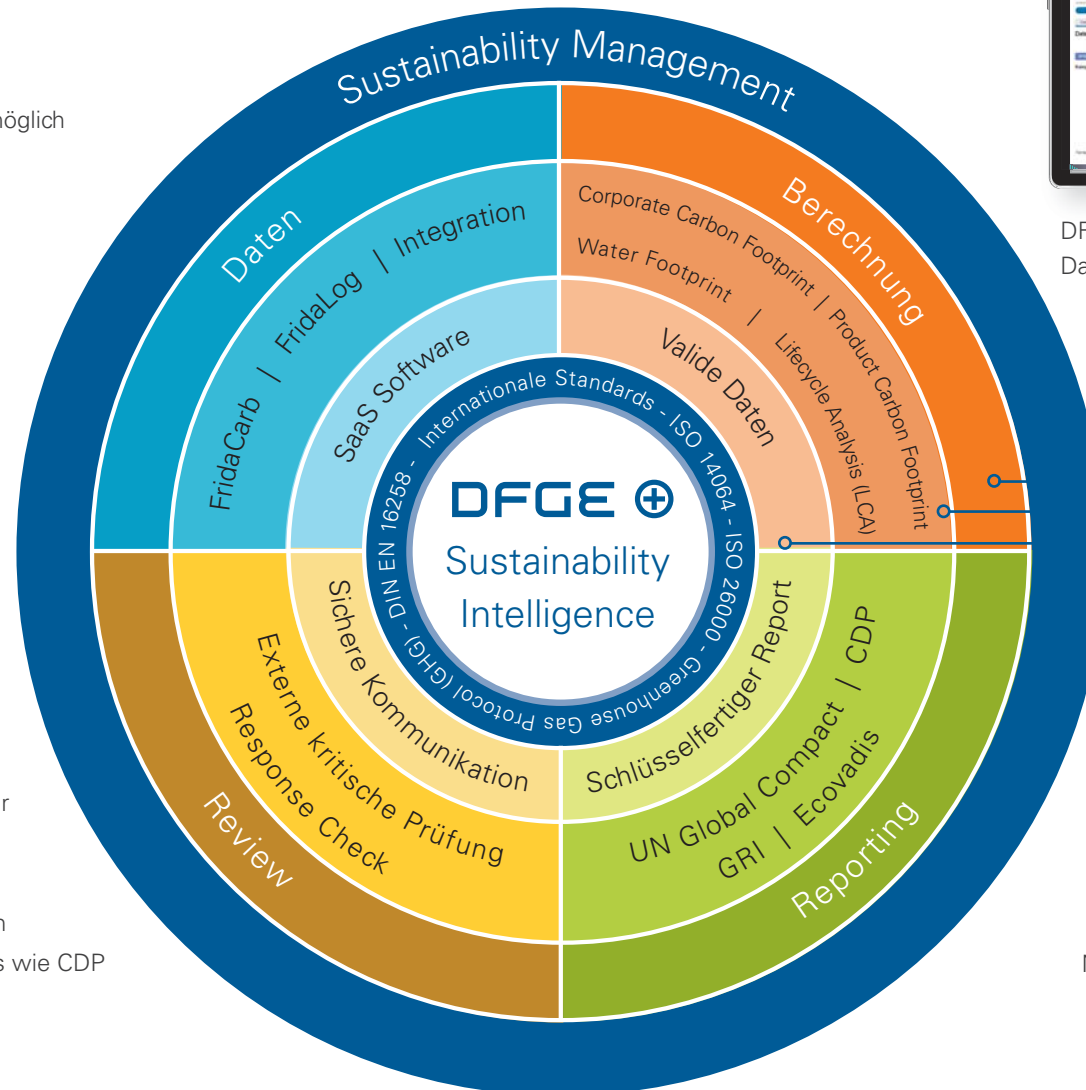 Sustainability Management
Daten
FridaCarb | FridaLog | Integration
SaaS Software
Berechnung
Corporate Carbon Footprint | Product Carbon Footprint
Water Footprint | Lifecycle Analysis (LCA)
Valide Daten
Internationale Standards - ISO 14064 - ISO 26000 - Greenhouse Gas Protocol (GHG) - DIN EN 16258 -
DFGE
Sustainability
Intelligence
Sichere Kommunikation
Externe kritische Prüfung
Response Check
Review
Schlüsselfertiger Report
UN Global Compact | CDP
GRI | Ecovadis
Reporting
wie CDP